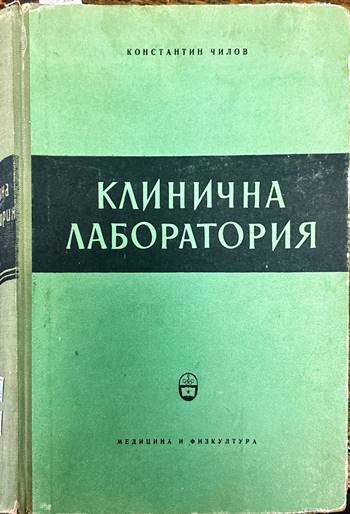 КОНСТАНТИН ЧИЛОВ
КЛИНИЧНА
ЛАБОРАТОРИЯ
МЕДИЦИНА И ФИЗКУЛТУРА